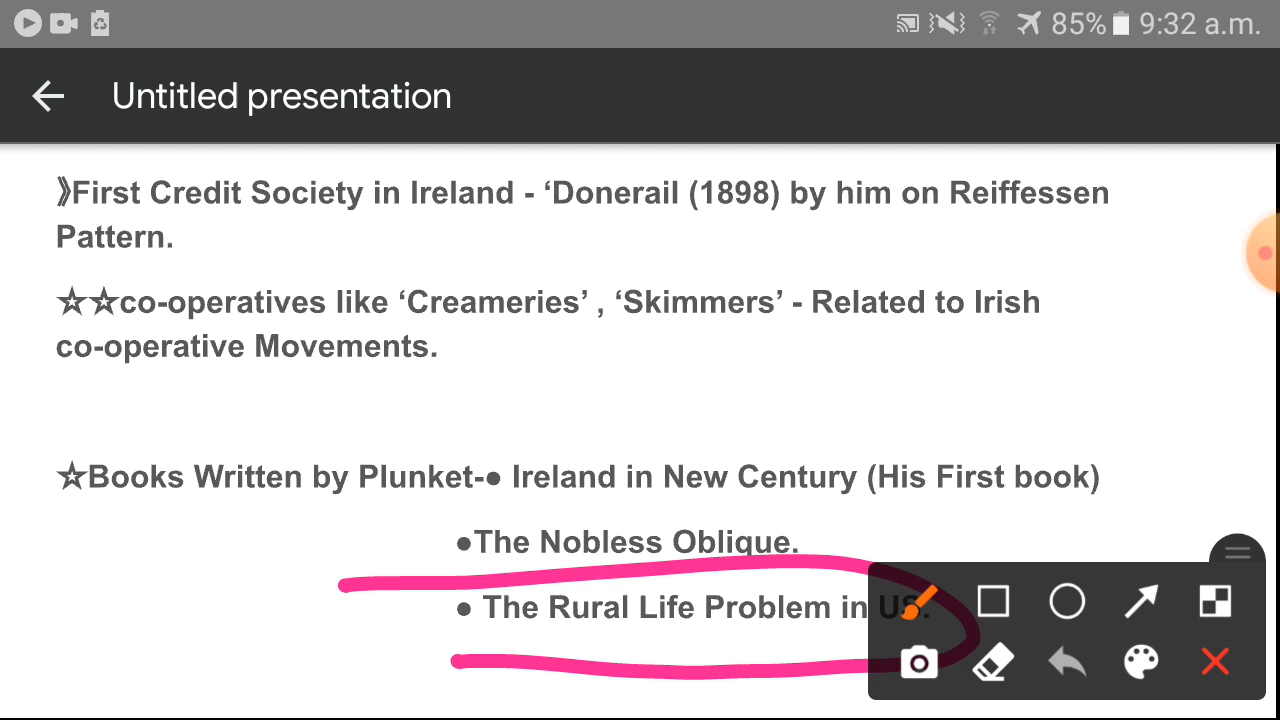 85% 9:32 a.m.
Untitled presentation
》First Credit Society in Ireland - ‘Donerail (1898) by him on Reiffessen
Pattern.
☆☆co-operatives like ‘Creameries’ , ‘Skimmers’ - Related to Irish
co-operative Movements.
☆Books Written by Plunket-● Ireland in New Century (His First book)
●The Nobless Oblique.
● The Rural Life Problem in US.